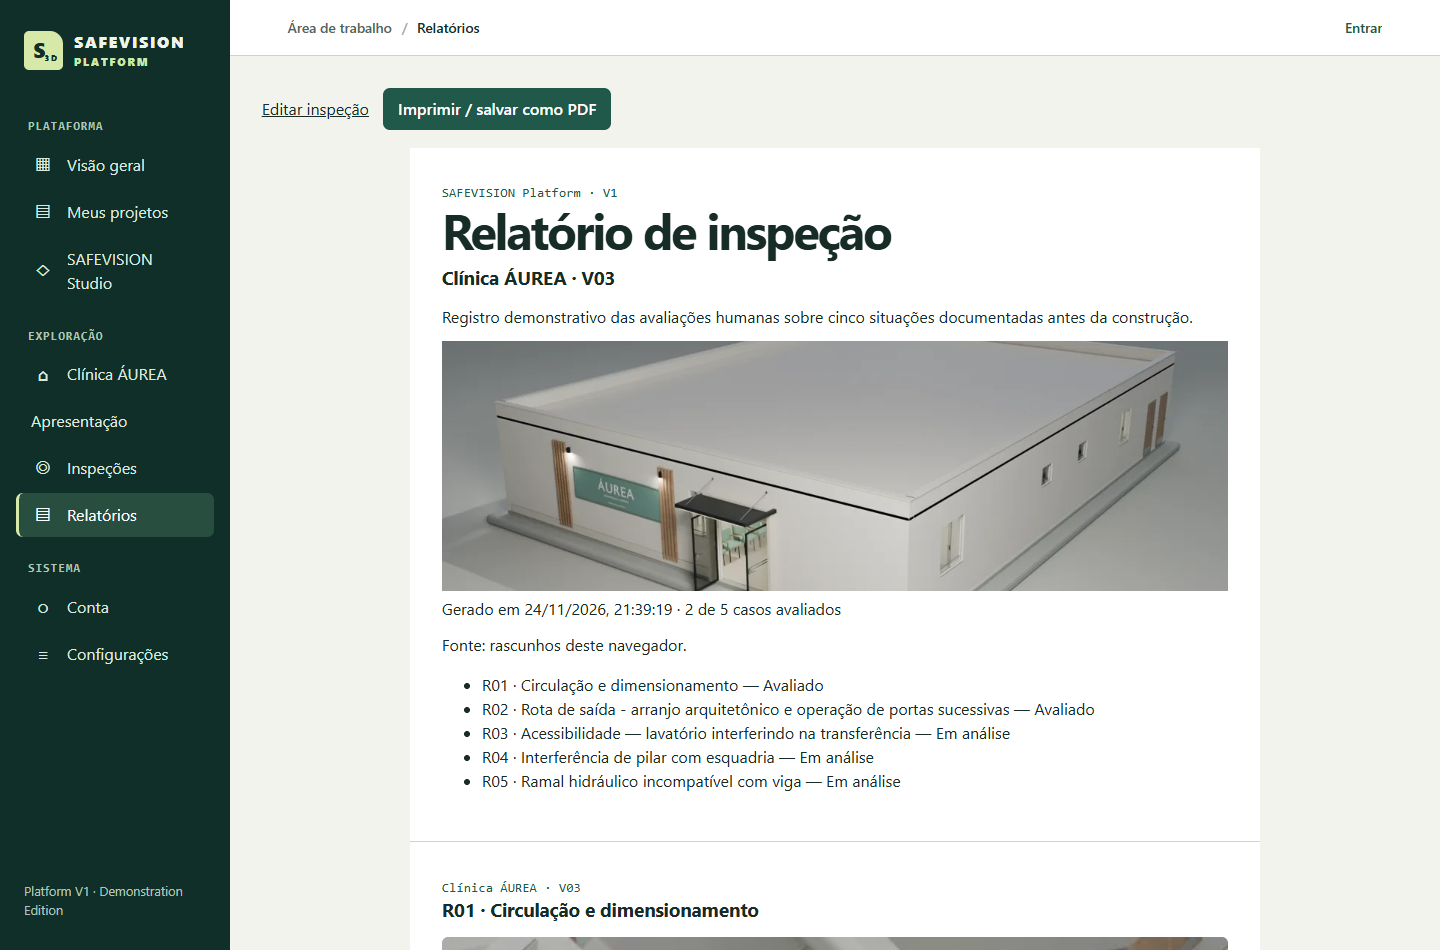 S3D
SAFEVISION
PLATFORM
PLATAFORMA
Visão geral
Meus projetos
SAFEVISION
Studio
EXPLORAÇÃO
Clínica ÁUREA
Apresentação
Inspeções
Relatórios
SISTEMA
Conta
Configurações
Platform V1 · Demonstration
Edition
Área de trabalho / Relatórios
Entrar
Editar inspeção
Imprimir / salvar como PDF
SAFEVISION Platform · V1
Relatório de inspeção
Clínica ÁUREA · V03
Registro demonstrativo das avaliações humanas sobre cinco situações documentadas antes da construção.
ÁUREA
Gerado em 24/11/2026, 21:39:19 · 2 de 5 casos avaliados
Fonte: rascunhos deste navegador.
R01 · Circulação e dimensionamento — Avaliado
R02 · Rota de saída - arranjo arquitetônico e operação de portas sucessivas — Avaliado
R03 · Acessibilidade — lavatório interferindo na transferência — Em análise
R04 · Interferência de pilar com esquadria — Em análise
R05 · Ramal hidráulico incompatível com viga — Em análise
Clínica ÁUREA · V03
R01 · Circulação e dimensionamento